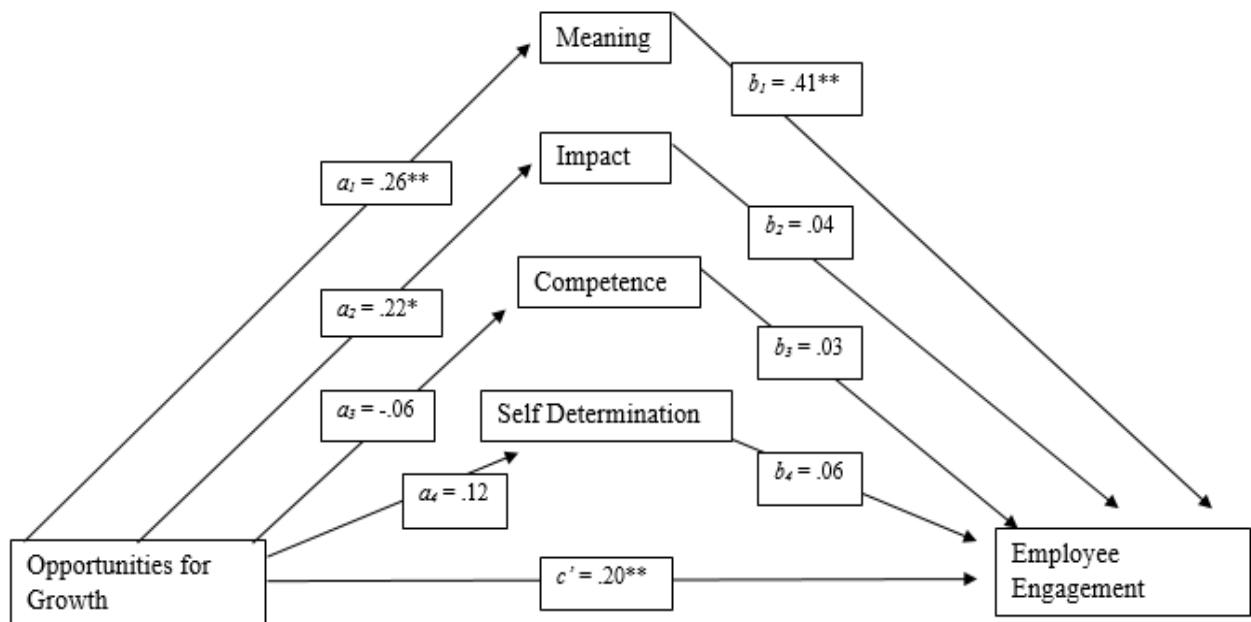 Meaning
b₁ = .41**
Impact
a₁ = .26**
b₂ = .04
Competence
a₂ = .22*
b₃ = .03
a₃ = -.06
Self Determination
b₄ = .06
a₄ = .12
Opportunities for
Growth
c’ = .20**
Employee
Engagement